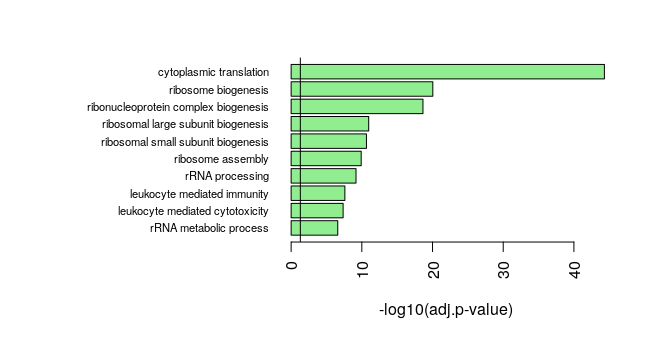 cytoplasmic translation
ribosome biogenesis
ribonucleoprotein complex biogenesis
ribosomal large subunit biogenesis
ribosomal small subunit biogenesis
ribosome assembly
rRNA processing
leukocyte mediated immunity
leukocyte mediated cytotoxicity
rRNA metabolic process
0 10 20 30 40
-log10(adj.p-value)